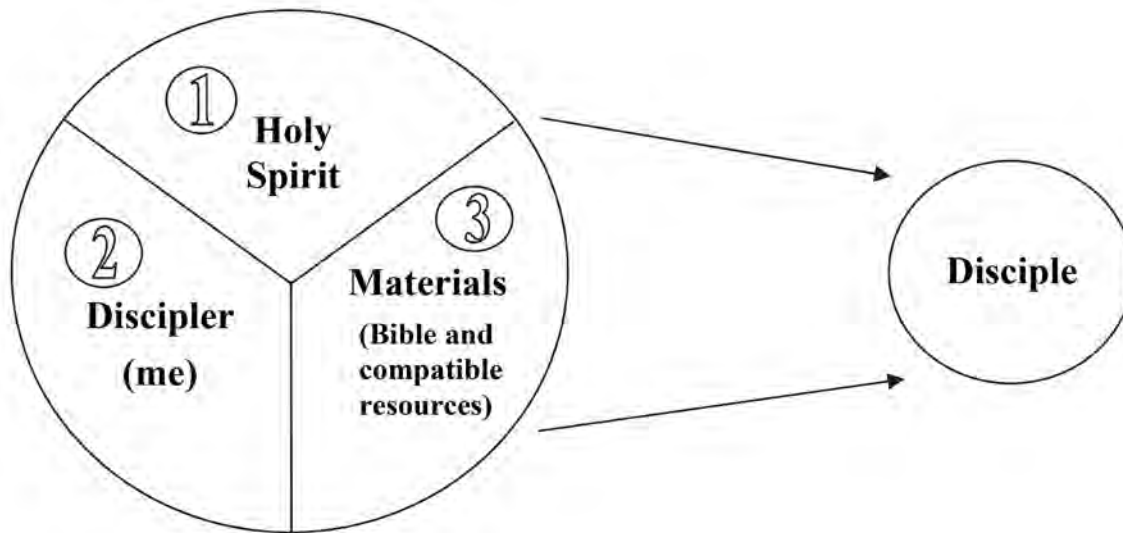 1
Holy
Spirit
2
Discipler
(me)
3
Materials
(Bible and
compatible
resources)
Disciple